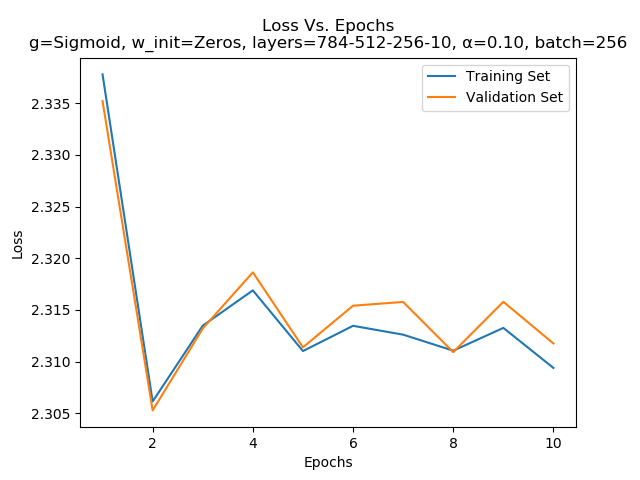 Loss Vs. Epochs
g=Sigmoid, w_init=Zeros, layers=784-512-256-10, α=0.10, batch=256
Training Set
Validation Set
2.335
2.330
2.325
2.320
2.315
2.310
2.305
Loss
2
4
6
8
10
Epochs